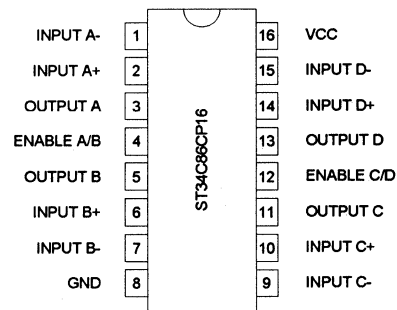 INPUT A- 1 16 VCC
INPUT A+ 2 15 INPUT D-
OUTPUT A 3 14 INPUT D+
ENABLE A/B 4 13 OUTPUT D
OUTPUT B 5 12 ENABLE C/D
INPUT B+ 6 11 OUTPUT C
INPUT B- 7 10 INPUT C+
GND 8 9 INPUT C-
ST34C86CP16